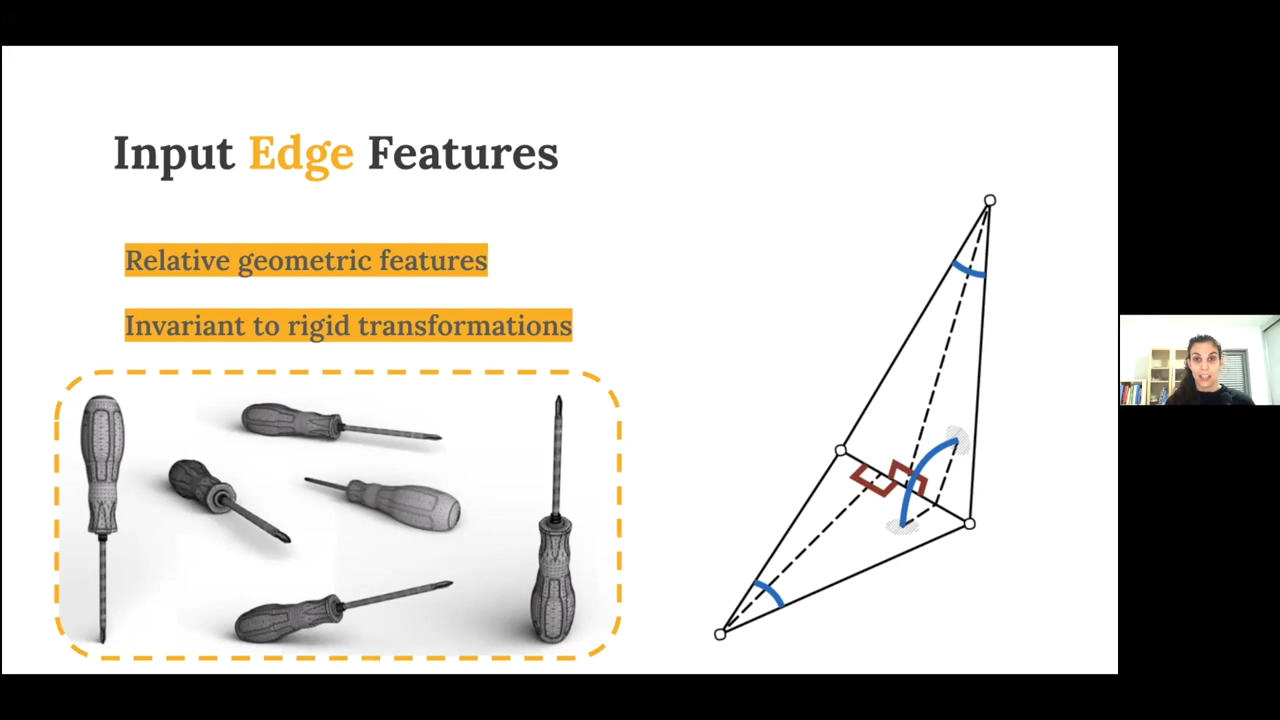 Input Edge Features
Relative geometric features
Invariant to rigid transformations